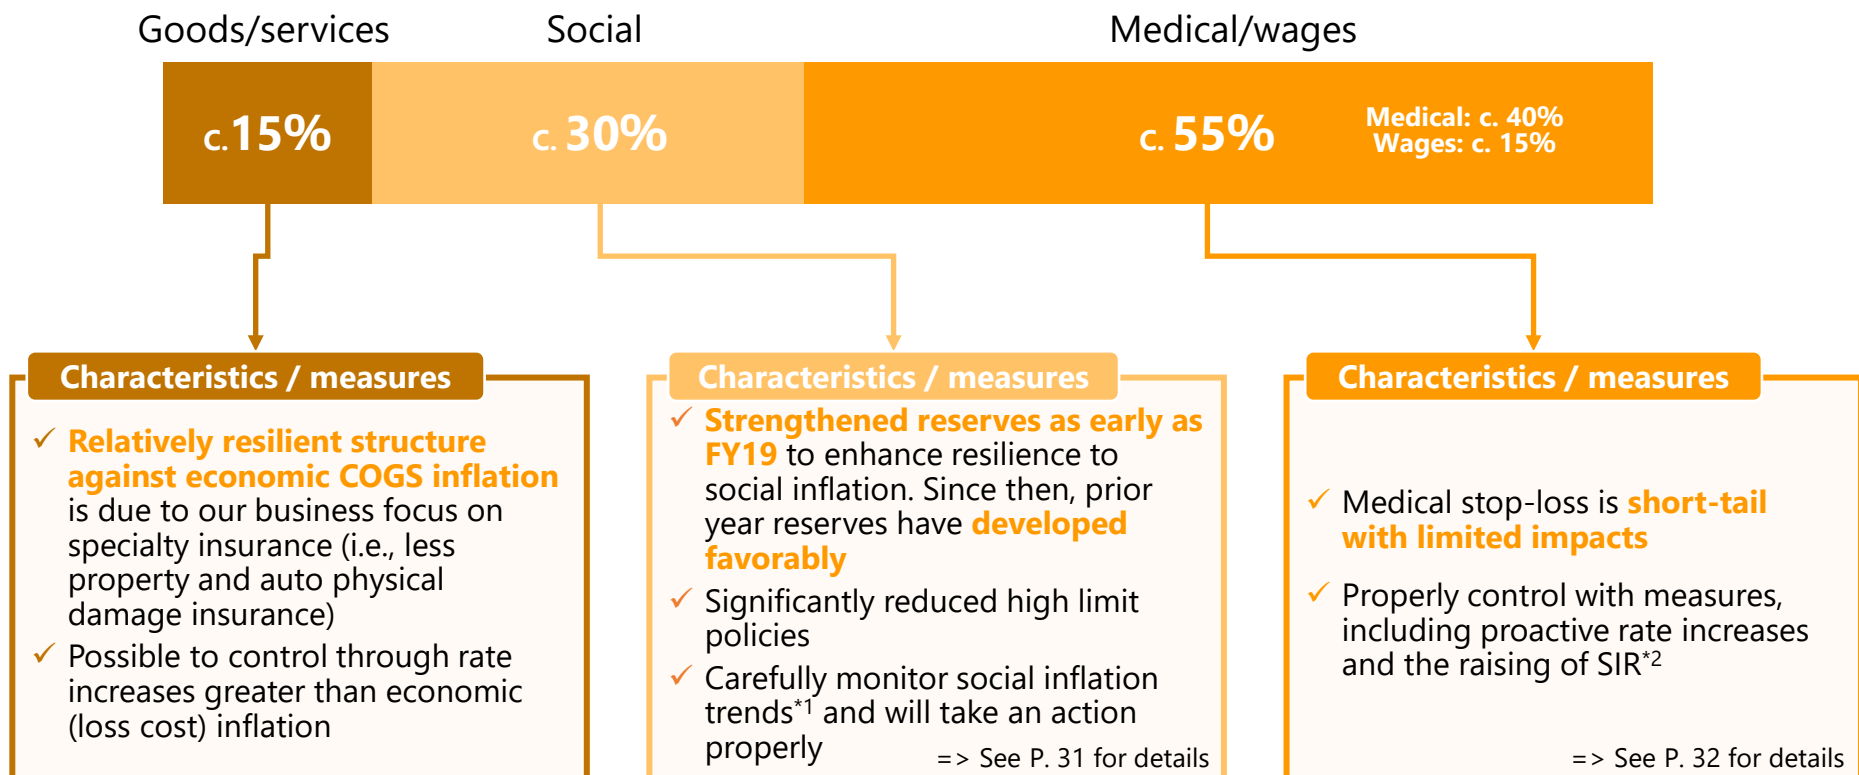 Goods/services
Social
Medical/wages
c.15%
c. 30%
c. 55%
Medical: c. 40%
Wages: c. 15%
Characteristics / measures
✓ Relatively resilient structure
against economic COGS inflation
is due to our business focus on
specialty insurance (i.e., less
property and auto physical
damage insurance)
✓ Possible to control through rate
increases greater than economic
(loss cost) inflation
Characteristics / measures
✓ Strengthened reserves as early as
FY19 to enhance resilience to
social inflation. Since then, prior
year reserves have developed
favorably
✓ Significantly reduced high limit
policies
✓ Carefully monitor social inflation
trends*1 and will take an action
properly
=> See P. 31 for details
Characteristics / measures
✓ Medical stop-loss is short-tail
with limited impacts
✓ Properly control with measures,
including proactive rate increases
and the raising of SIR*2
=> See P. 32 for details